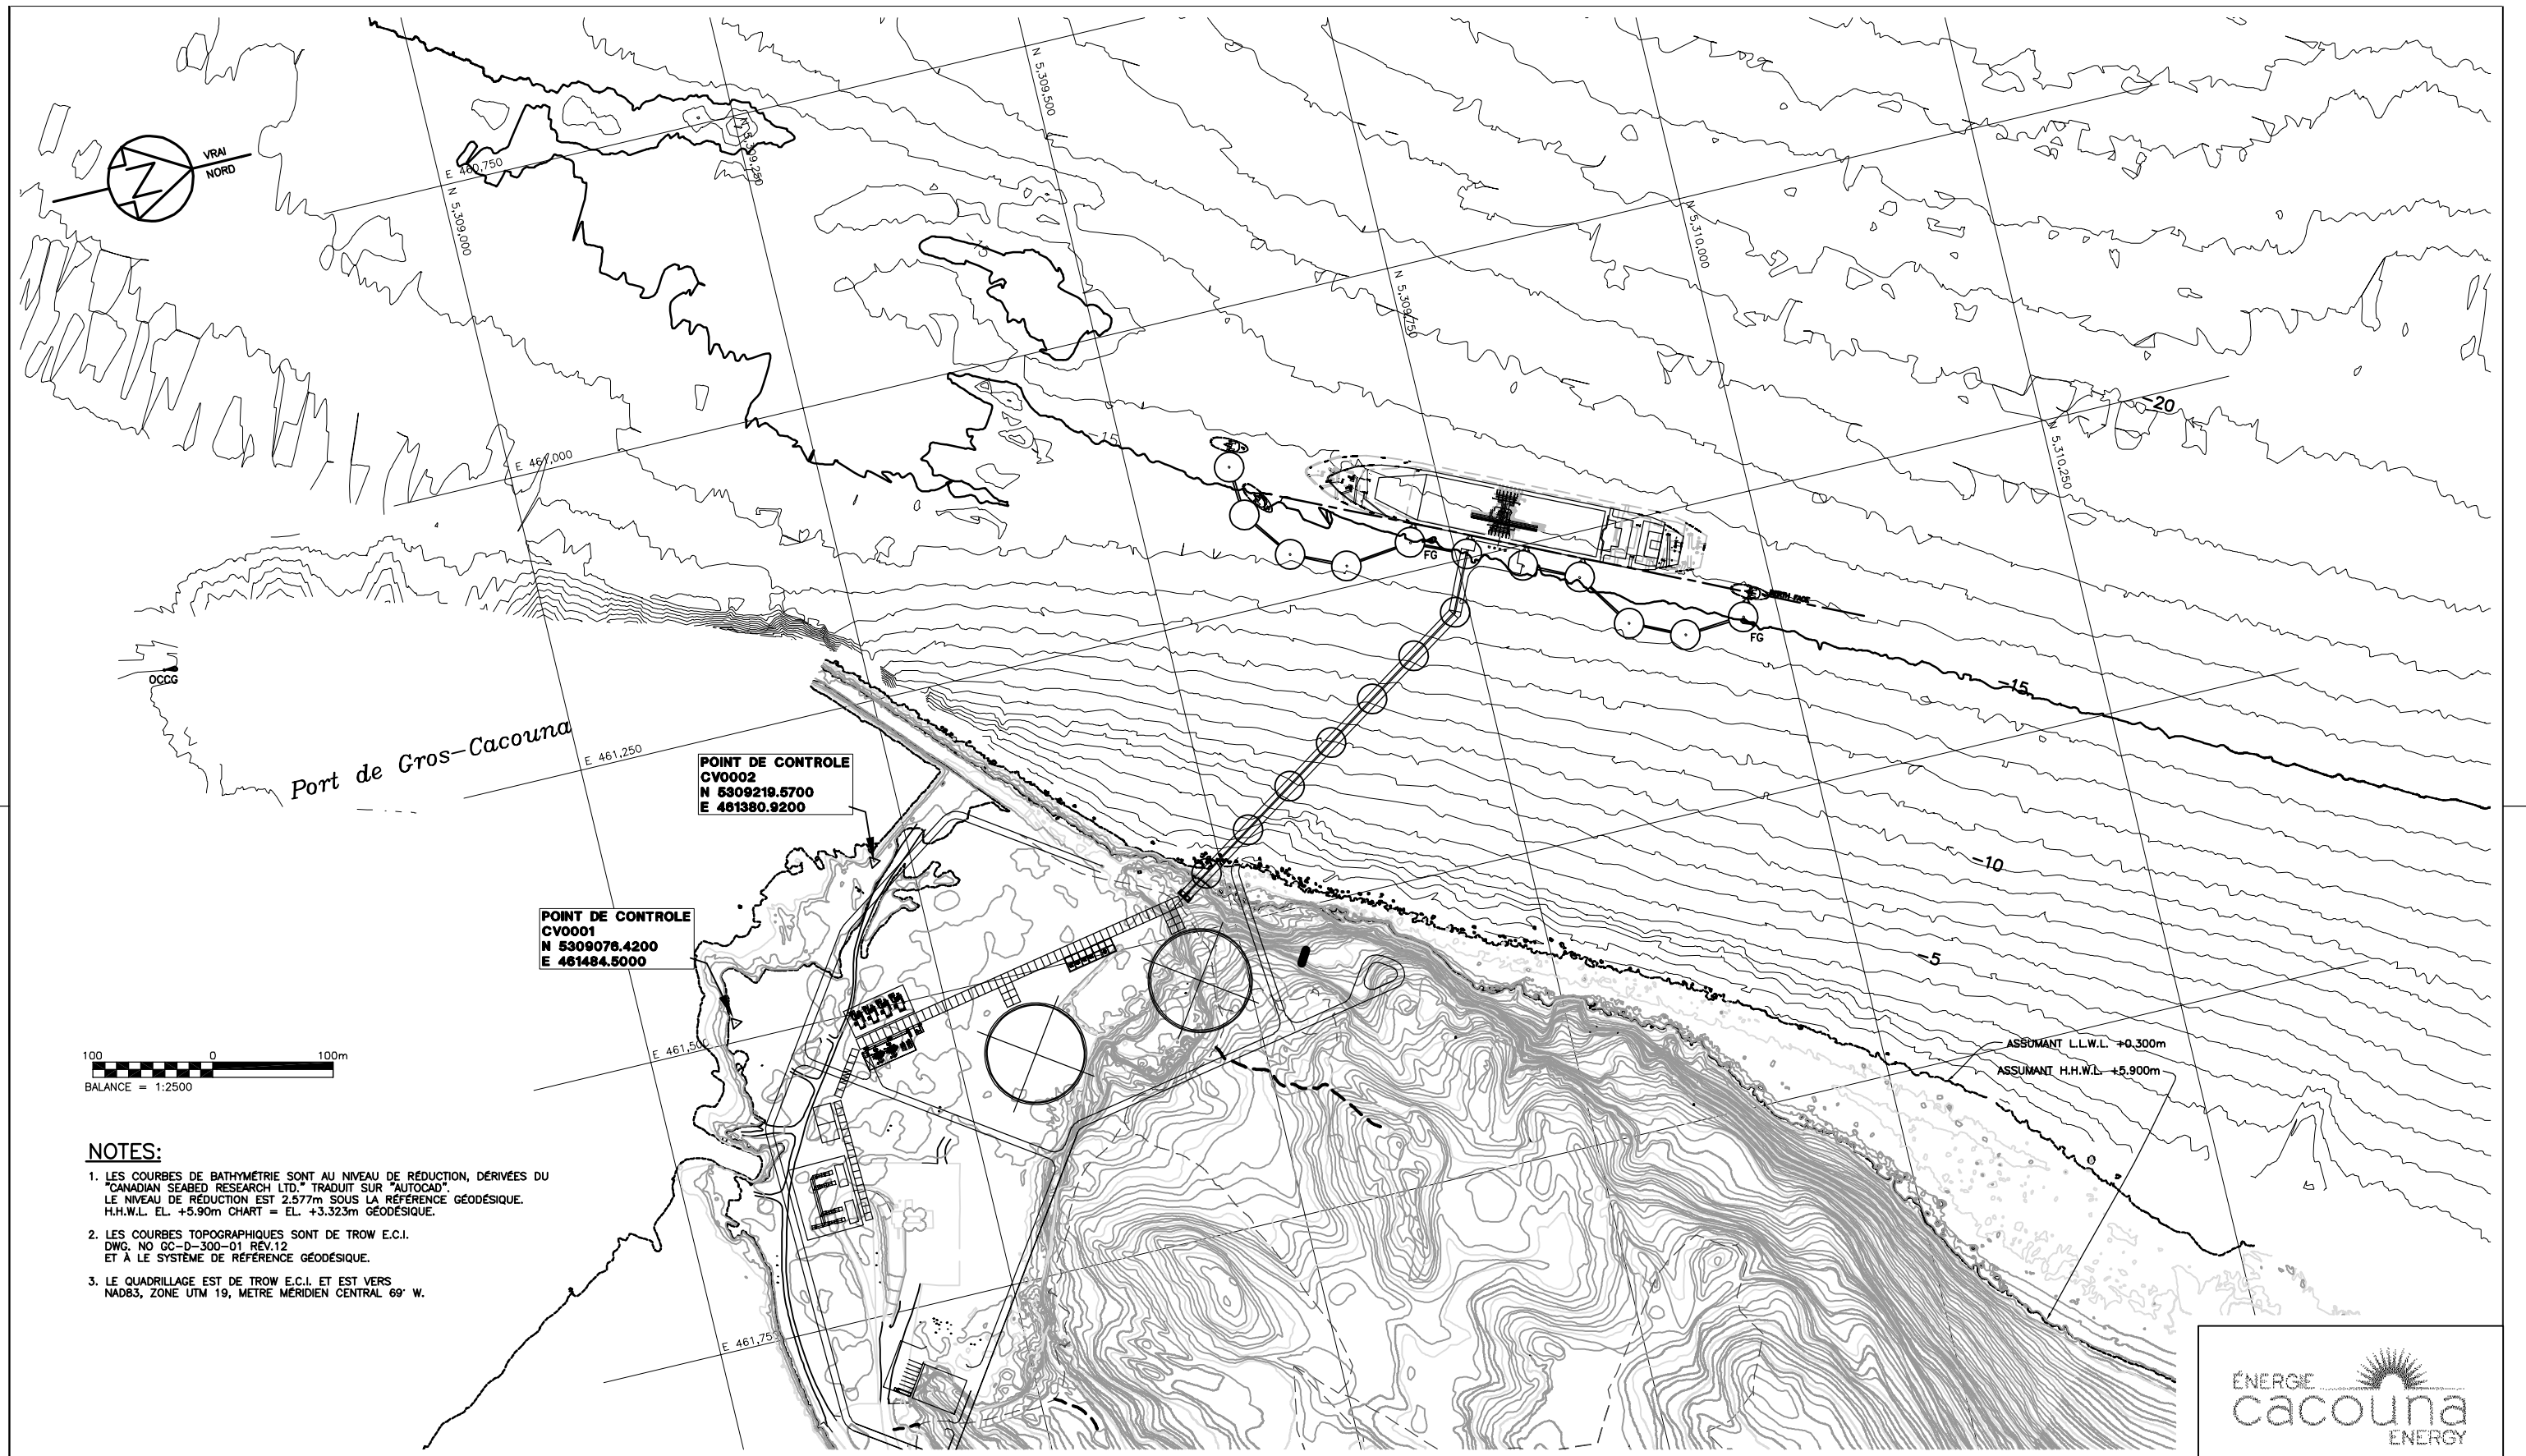 N 5,309,500
VRAI
NORD
N 5,309,250
E 460,750
N 5,309,000
-15
N 5,310,000
N 5,309,750
-20
-15
N 5,310,250
E 461,000
FG
BERTH FACE
FG
OCCG
-15
Port de Gros-Cacouna
E 461,250
POINT DE CONTROLE
CV0002
N 5309219.5700
E 461380.9200
-10
POINT DE CONTROLE
CV0001
N 5309076.4200
E 461484.5000
-5
E 461,500
ASSUMANT L.L.W.L. +0.300m
ASSUMANT H.H.W.L. +5.900m
100 0 100m
BALANCE = 1:2500
NOTES:
1. LES COURBES DE BATHYMÉTRIE SONT AU NIVEAU DE RÉDUCTION, DÉRIVÉES DU
"CANADIAN SEABED RESEARCH LTD." TRADUIT SUR "AUTOCAD".
LE NIVEAU DE RÉDUCTION EST 2.577m SOUS LA RÉFÉRENCE GÉODÉSIQUE.
H.H.W.L. EL. +5.90m CHART = EL. +3.323m GÉODÉSIQUE.
2. LES COURBES TOPOGRAPHIQUES SONT DE TROW E.C.I.
DWG. NO GC-D-300-01 RÉV.12
ET À LE SYSTÈME DE RÉFÉRENCE GÉODÉSIQUE.
3. LE QUADRILLAGE EST DE TROW E.C.I. ET EST VERS
NAD83, ZONE UTM 19, METRE MÉRIDIEN CENTRAL 69° W.
E 461,750
ÉNERGIE
cacouna
ENERGY